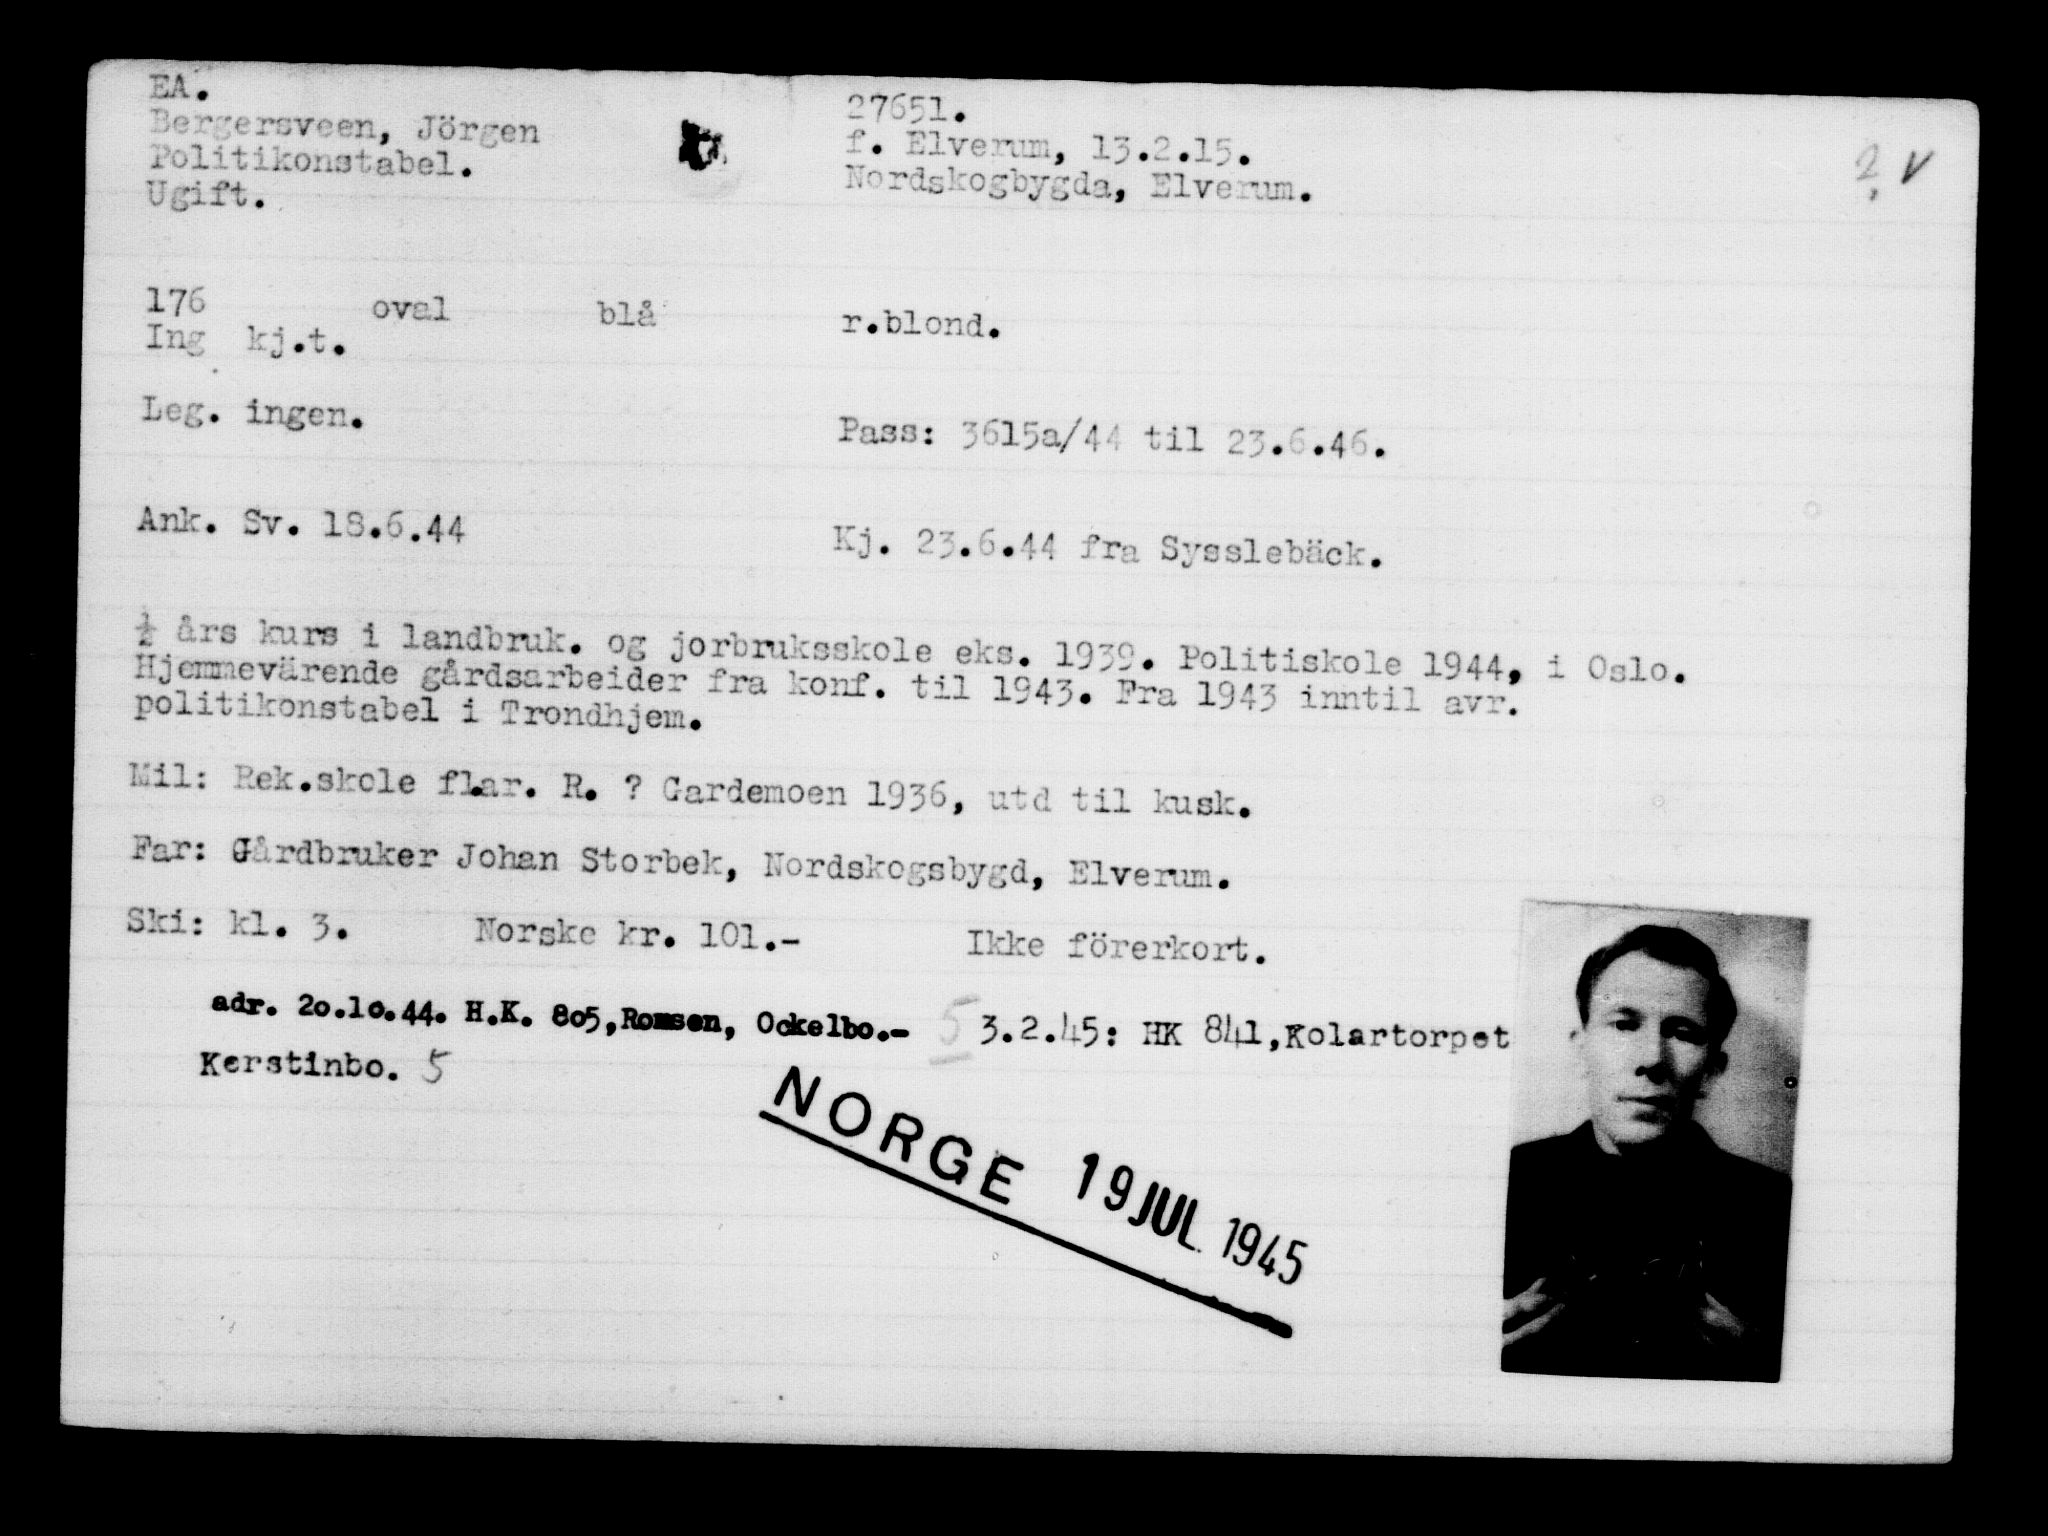 EA.
27651.
Bergersveen, Jörgen
f. Elverum, 13.2.15.
Politikonstabel.
Nordskogbygda, Elverum.
Ugift.
? V
176 oval blå r.blond.
Ing kj.t.
Leg. ingen.
Pass: 3615a/44 til 23.6.46.
Ank. Sv. 18.6.44
Kj. 23.6.44 fra Sysslebäck.
½ års kurs i landbruk. og jorbruksskole eks. 1939. Politiskole 1944, i Oslo.
Hjemmevärende gårdsarbeider fra konf. til 1943. Fra 1943 inntil avr.
politikonstabel i Trondhjem.
Mil: Rek.skole fl.ar. R. ? Gardemoen 1936, utd til kusk.
Far: Gårdbruker Johan Storbek, Nordskogsbygd, Elverum.
Ski: kl. 3. Norske kr. 101.- Ikke förerkort.
adr. 20.10.44. H.K. 805, Ockelbo.- 5 3.2.45: HK 841,Kolartorpet
Kerstinbo. 5
NORGE 19 JUL. 1945